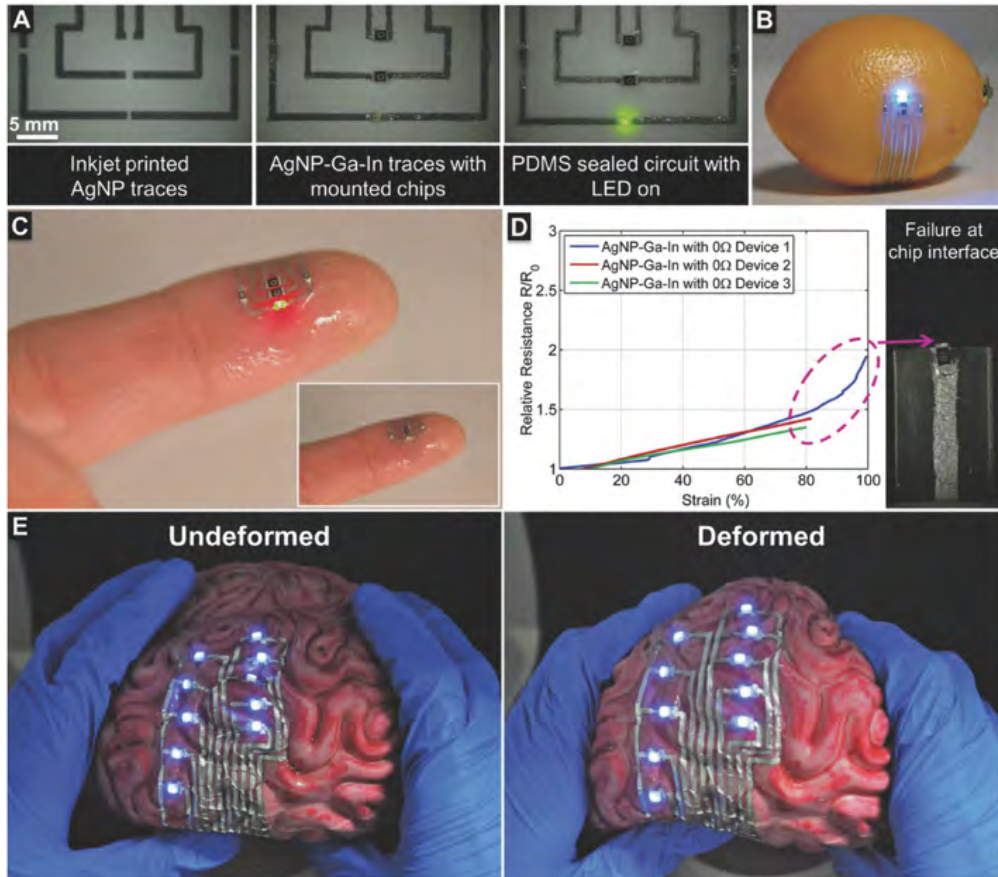 A
5 mm
Inkjet printed
AgNP traces
AgNP-Ga-In traces with
mounted chips
PDMS sealed circuit with
LED on
B
C
D
3
2.5
2
1.5
1
Relative Resistance R/R0
AgNP-Ga-In with 0Ω Device 1
AgNP-Ga-In with 0Ω Device 2
AgNP-Ga-In with 0Ω Device 3
0
20
40
60
80
100
Strain (%)
Failure at
chip interface
E
Undeformed
Deformed